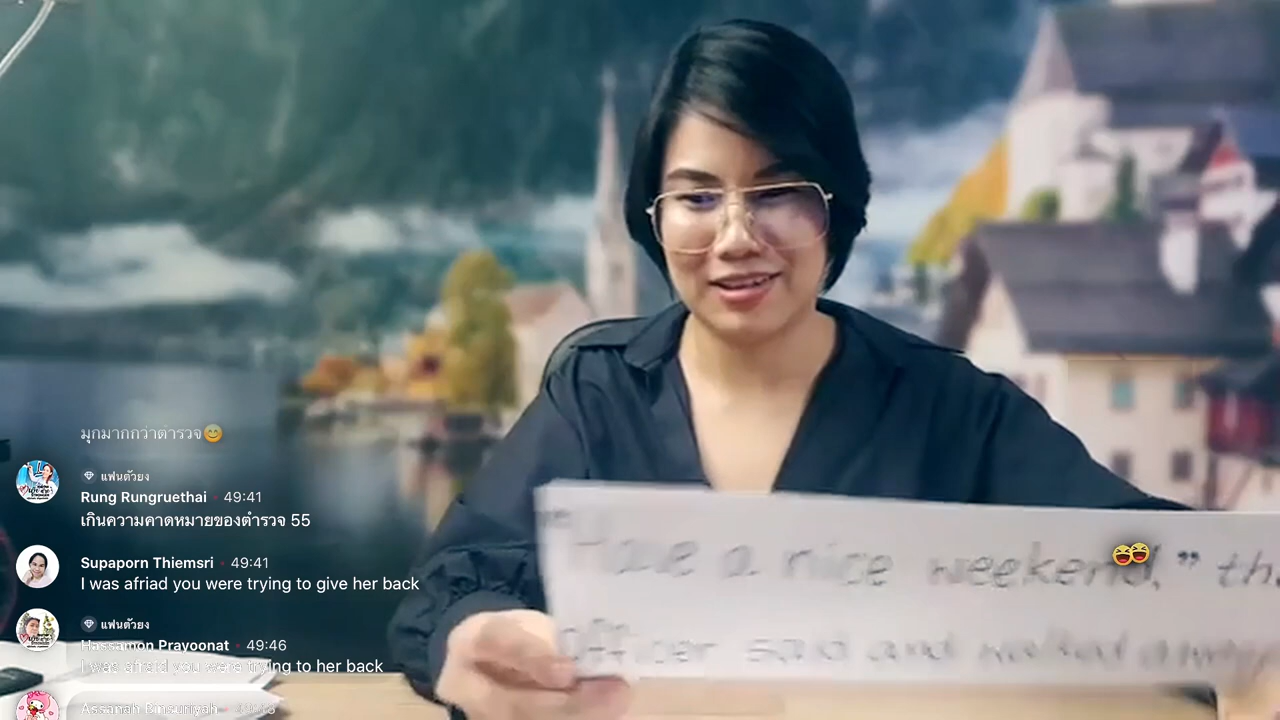 มุกมากกว่าตำรวจ😊
แฟนตัวยง
Rung Rungruethai • 49:41
เกินความคาดหมายของตำรวจ 55
Supaporn Thiemsri • 49:41
I was afriad you were trying to give her back
แฟนตัวยง
Hassamon Prayoonat • 49:46
I was afraid you were trying to her back
Assanah Binsuriyah •
"Have a nice weekend," th
officer said and walked away